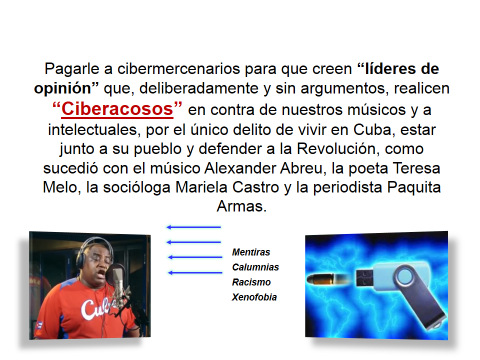 Pagarle a cibermercenarios para que creen “líderes de
opinión” que, deliberadamente y sin argumentos, realicen
“Ciberacosos” en contra de nuestros músicos y a
intelectuales, por el único delito de vivir en Cuba, estar
junto a su pueblo y defender a la Revolución, como
sucedió con el músico Alexander Abreu, la poeta Teresa
Melo, la socióloga Mariela Castro y la periodista Paquita
Armas.
Mentiras
Calumnias
Racismo
Xenofobia